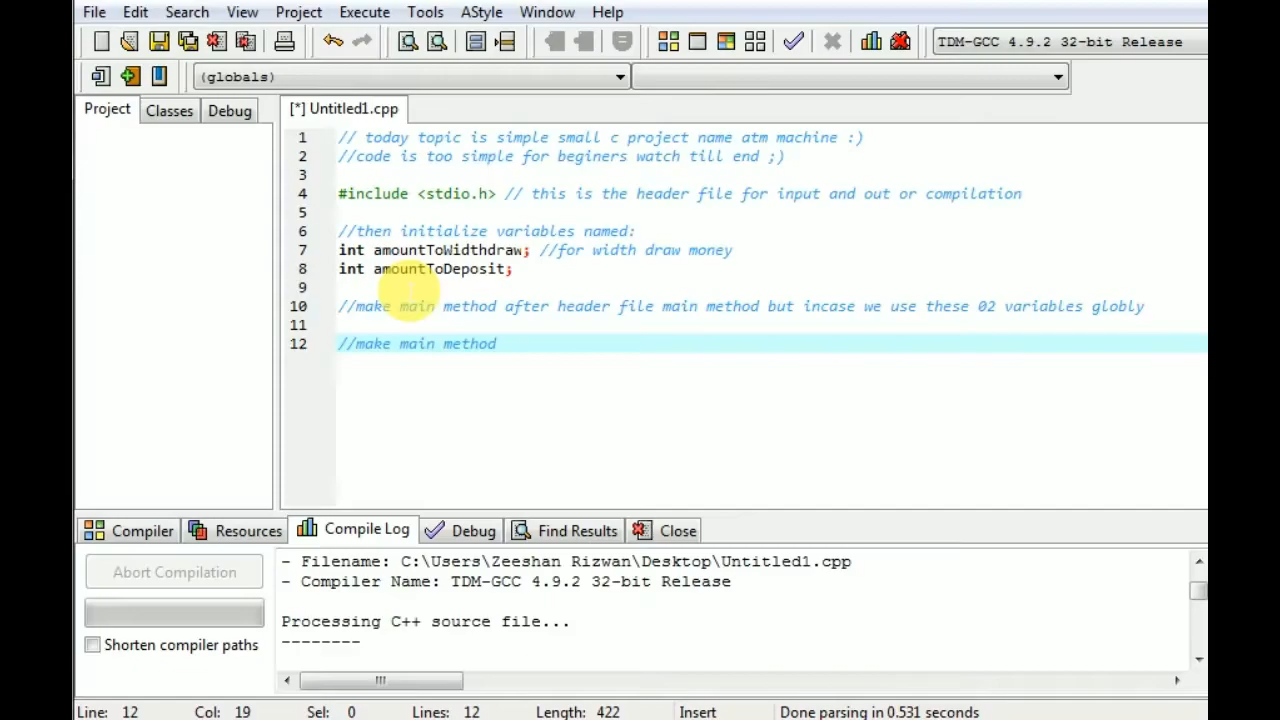 File Edit Search View Project Execute Tools AStyle Window Help
TDM-GCC 4.9.2 32-bit Release
(globals)
Project Classes Debug [*] Untitled1.cpp
1 // today topic is simple small c project name atm machine :)
2 //code is too simple for beginers watch till end ;)
3
4 #include <stdio.h> // this is the header file for input and out or compilation
5
6 //then initialize variables named:
7 int amountToWidthdraw; //for width draw money
8 int amountToDeposit;
9
10 //make main method after header file main method but incase we use these 02 variables globly
11
12 //make main method
Compiler Resources Compile Log Debug Find Results Close
Abort Compilation
Shorten compiler paths
- Filename: C:\Users\Zeeshan Rizwan\Desktop\Untitled1.cpp
- Compiler Name: TDM-GCC 4.9.2 32-bit Release
Processing C++ source file...
--------
Line: 12 Col: 19 Sel: 0 Lines: 12 Length: 422 Insert Done parsing in 0.531 seconds